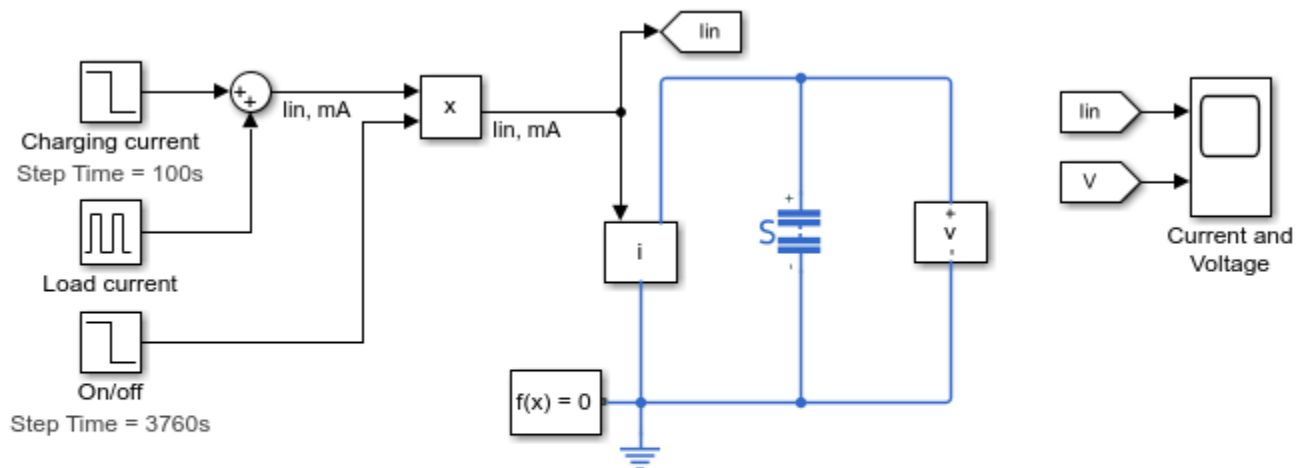 Iin
Charging current
Step Time = 100s
+
+
Iin, mA
x
Iin, mA
Load current
On/off
Step Time = 3760s
i
f(x) = 0
+
S
-
+
v
-
Iin
V
Current and
Voltage